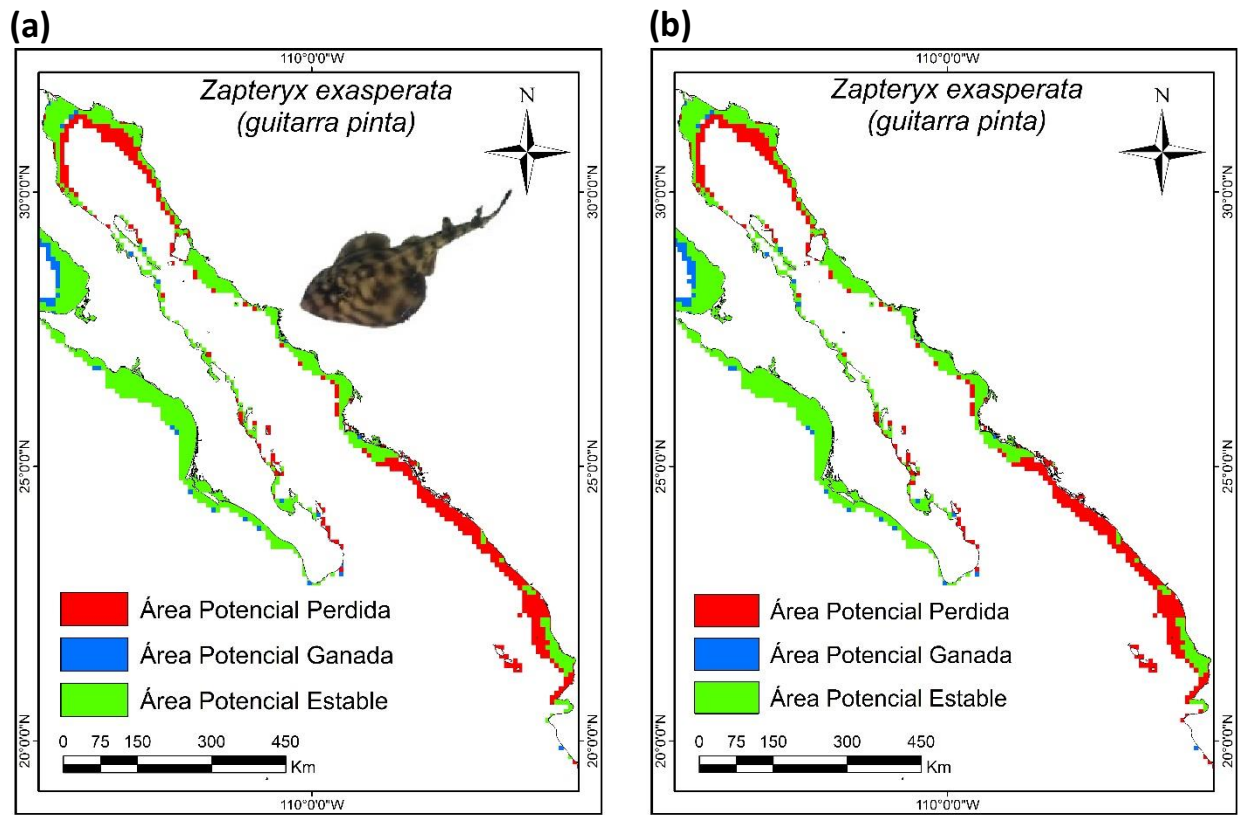 (a)
110°0'0"W
Zapteryx exasperata
(guitarra pinta)
N
30°0'0"N
30°0'0"N
25°0'0"N
25°0'0"N
20°0'0"N
20°0'0"N
Área Potencial Perdida
Área Potencial Ganada
Área Potencial Estable
0 75 150 300 450
Km
110°0'0"W
(b)
110°0'0"W
Zapteryx exasperata
(guitarra pinta)
N
30°0'0"N
30°0'0"N
25°0'0"N
25°0'0"N
20°0'0"N
20°0'0"N
Área Potencial Perdida
Área Potencial Ganada
Área Potencial Estable
0 75 150 300 450
Km
110°0'0"W